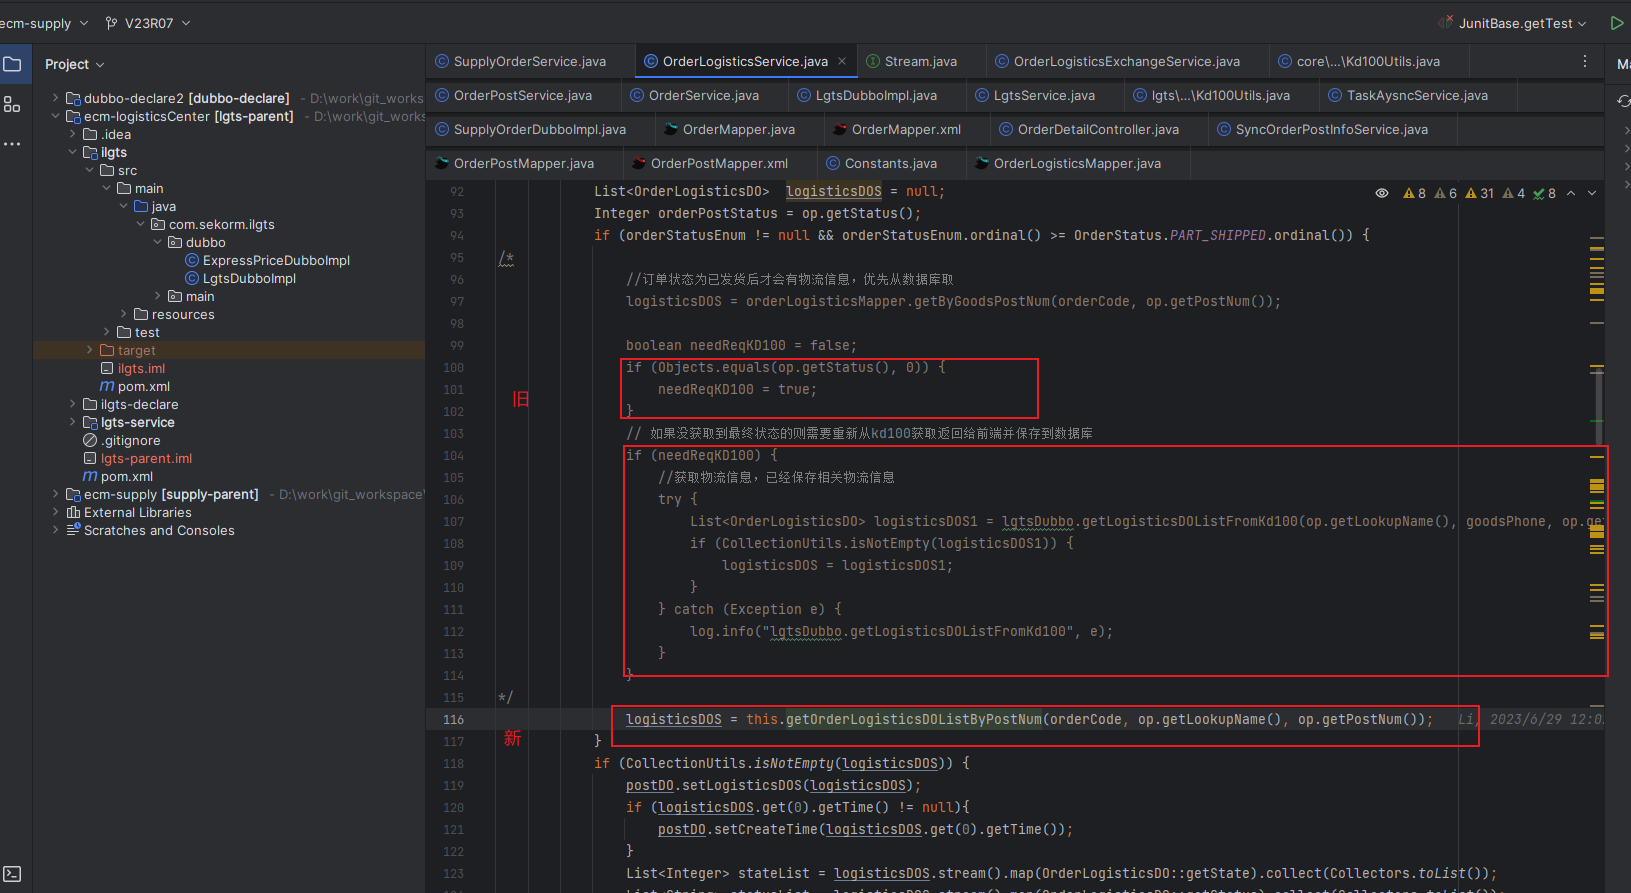 ecm-supply
V23R07
JunitBase.getTest
Project
dubbo-declare2 [dubbo-declare] - D:\work\git_works
ecm-logisticCenter [lgts-parent] - D:\work\git_works
.idea
ilgts
src
main
java
com.sekorm.ilgts
dubbo
ExpressPriceDubboImpl
LgtsDubboImpl
main
resources
test
target
ilgts.iml
pom.xml
ilgts-declare
lgts-service
.gitignore
lgts-parent.iml
pom.xml
ecm-supply [supply-parent] - D:\work\git_workspace\
External Libraries
Scratches and Consoles
SupplyOrderService.java
OrderLogisticsService.java
Stream.java
OrderLogisticsExchangeService.java
core\...\Kd100Utils.java
Ma
OrderPostService.java
OrderService.java
LgtsDubboImpl.java
LgtsService.java
lgts\...\Kd100Utils.java
TaskAysncService.java
SupplyOrderDubboImpl.java
OrderMapper.java
OrderMapper.xml
OrderDetailController.java
SyncOrderPostInfoService.java
OrderPostMapper.java
OrderPostMapper.xml
Constants.java
OrderLogisticsMapper.java
8 6 31 4 8
92 List<OrderLogisticsDO> logisticsDOS = null;
93 Integer orderPostStatus = op.getStatus();
94 if (orderStatusEnum != null && orderStatusEnum.ordinal() >= OrderStatus.PART_SHIPPED.ordinal()) {
95 /*
96 //订单状态为已发货后才会有物流信息，优先从数据库取
97 logisticsDOS = orderLogisticsMapper.getByGoodsPostNum(orderCode, op.getPostNum());
98
99 boolean needReqKD100 = false;
100 if (Objects.equals(op.getStatus(), 0)) {
101 needReqKD100 = true;
旧
102 }
103 // 如果没获取到最终状态的则需要重新从kd100获取返回给前端并保存到数据库
104 if (needReqKD100) {
105 //获取物流信息，已经保存相关物流信息
106 try {
107 List<OrderLogisticsDO> logisticsDOS1 = lgtsDubbo.getLogisticsDOListFromKd100(op.getLookupName(), goodsPhone, op.ge
108 if (CollectionUtils.isNotEmpty(logisticsDOS1)) {
109 logisticsDOS = logisticsDOS1;
110 }
111 } catch (Exception e) {
112 log.info("lgtsDubbo.getLogisticsDOListFromKd100", e);
113 }
114 }
115 */
116 logisticsDOS = this.getOrderLogisticsDOListByPostNum(orderCode, op.getLookupName(), op.getPostNum()); Li, 2023/6/29 12:0
新
117 }
118 if (CollectionUtils.isNotEmpty(logisticsDOS)) {
119 postDO.setLogisticsDOS(logisticsDOS);
120 if (logisticsDOS.get(0).getTime() != null){
121 postDO.setCreateTime(logisticsDOS.get(0).getTime());
122 }
123 List<Integer> stateList = logisticsDOS.stream().map(OrderLogisticsDO::getState).collect(Collectors.toList());